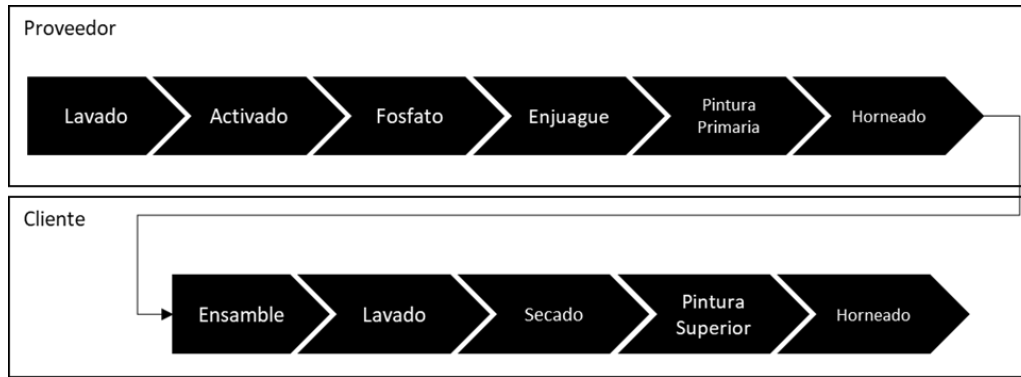 Proveedor
Lavado
Activado
Fosfato
Enjuague
Pintura
Primaria
Horneado
Cliente
Ensamble
Lavado
Secado
Pintura
Superior
Horneado